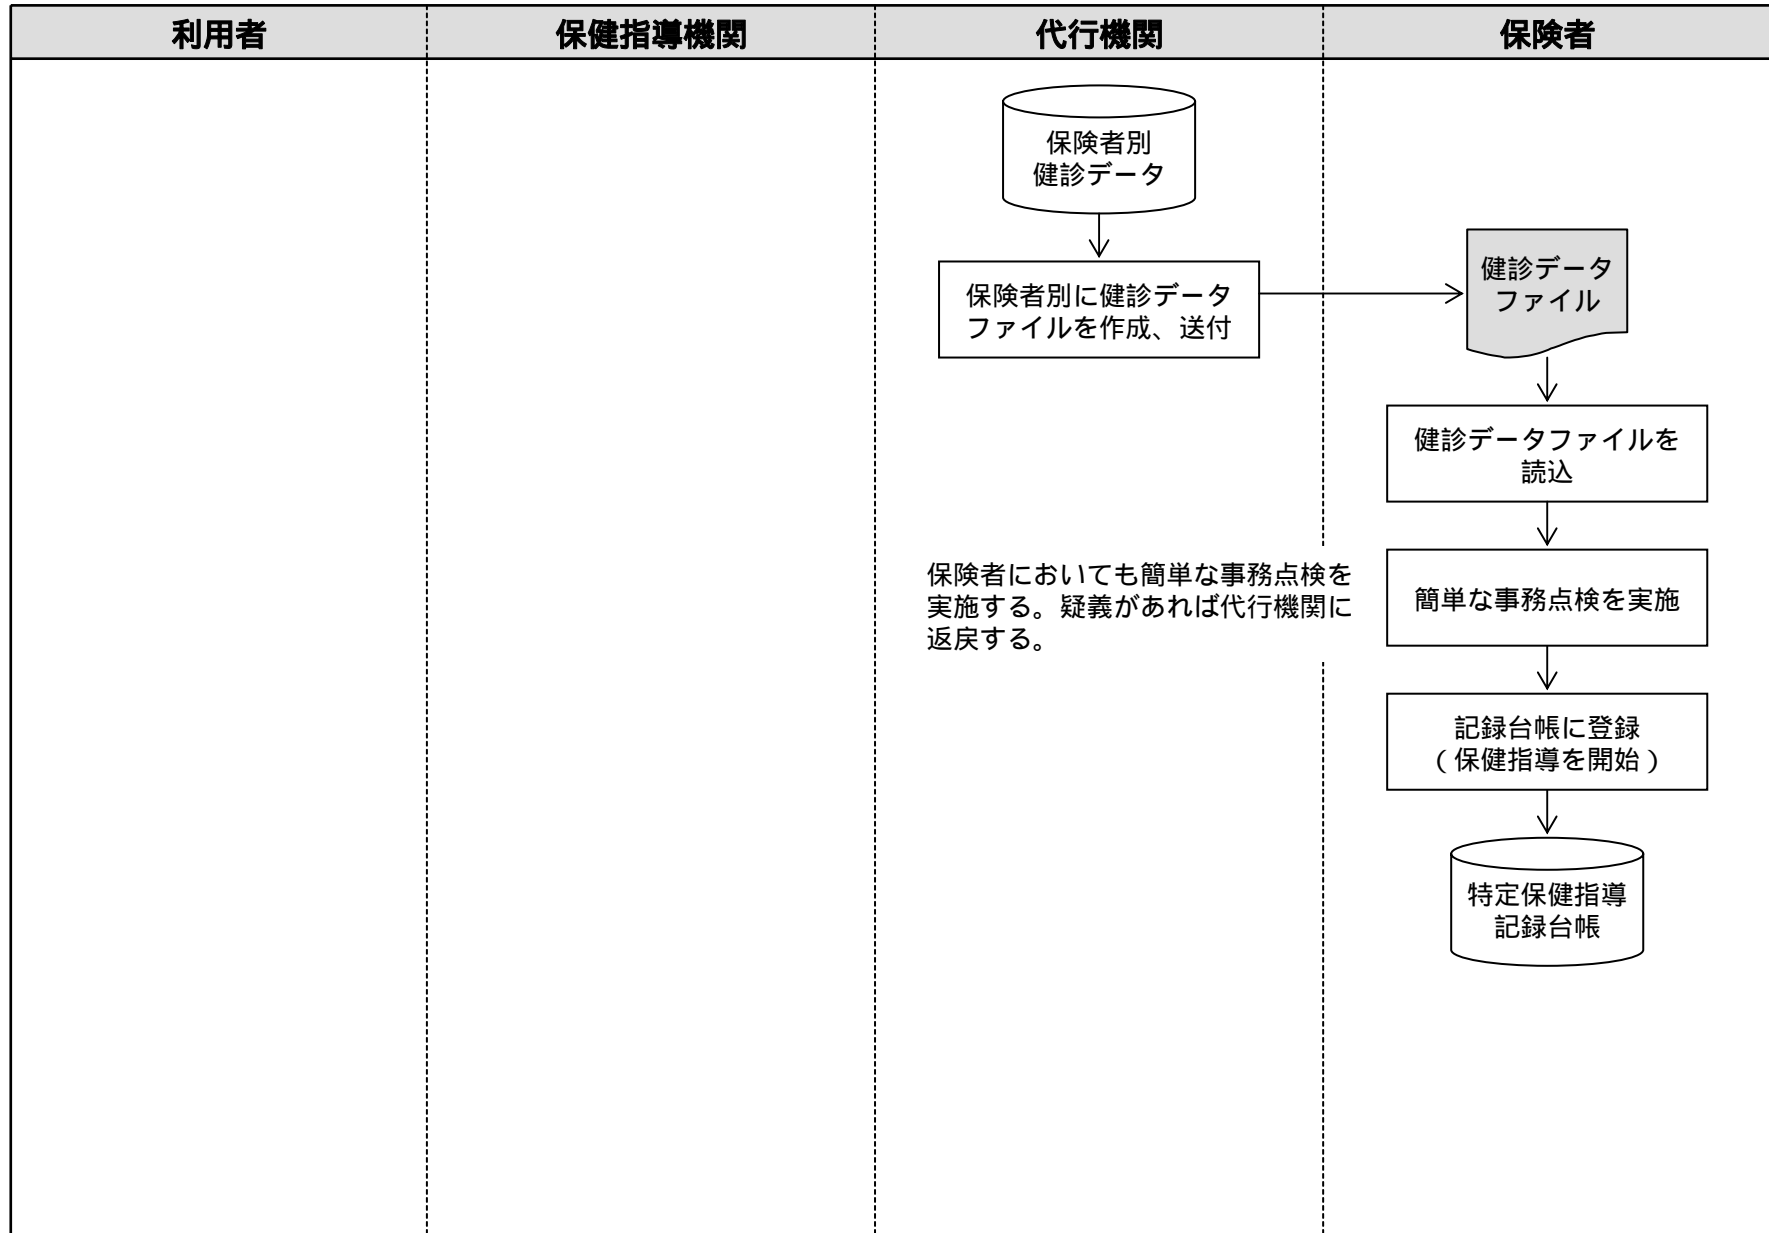 利用者
保健指導機関
代行機関
保険者
保険者別
健診データ
保険者別に健診データ
ファイルを作成、送付
健診データ
ファイル
健診データファイルを
読込
保険者においても簡単な事務点検を
実施する。疑義があれば代行機関に
返戻する。
簡単な事務点検を実施
記録台帳に登録
(保健指導を開始)
特定保健指導
記録台帳